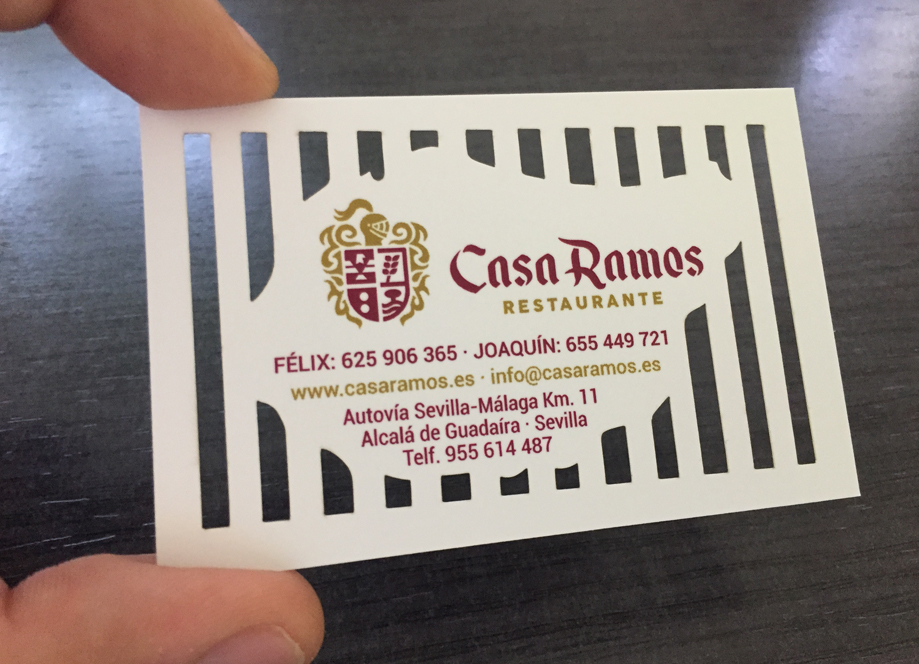 Casa Ramos
RESTAURANTE
FÉLIX: 625 906 365 · JOAQUÍN: 655 449 721
www.casaramos.es · info@casaramos.es
Autovía Sevilla-Málaga Km. 11
Alcalá de Guadaíra · Sevilla
Telf. 955 614 487